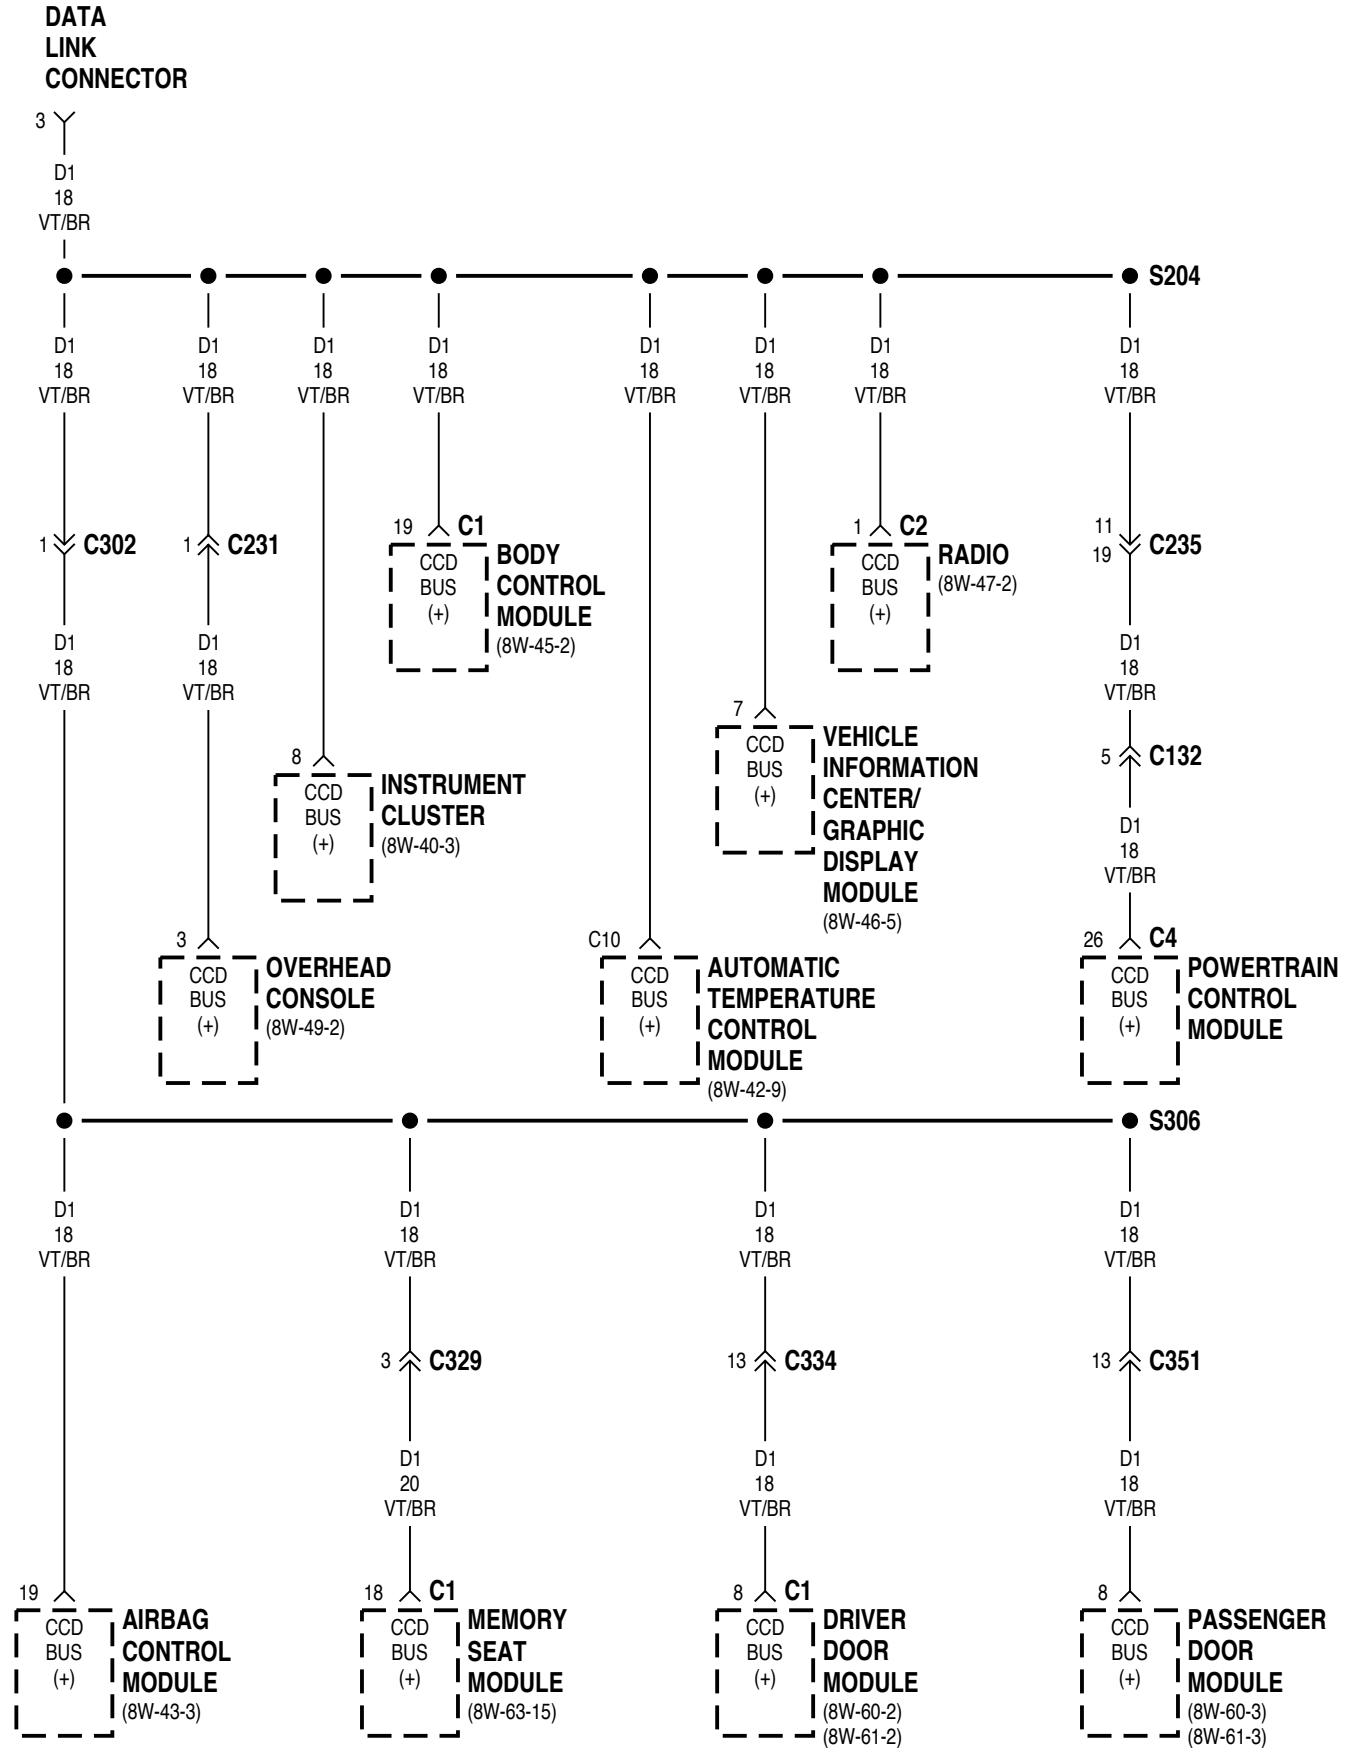 DATA
LINK
CONNECTOR
3
D1
18
VT/BR
S204
D1 D1 D1 D1 D1 D1 D1 D1
18 18 18 18 18 18 18 18
VT/BR VT/BR VT/BR VT/BR VT/BR VT/BR VT/BR VT/BR
1 C302
1 C231
19 C1
CCD
BUS
(+)
BODY
CONTROL
MODULE
(8W-45-2)
1 C2
CCD
BUS
(+)
RADIO
(8W-47-2)
11
19
C235
D1
18
VT/BR
D1
18
VT/BR
D1
18
VT/BR
7
CCD
BUS
(+)
VEHICLE
INFORMATION
CENTER/
GRAPHIC
DISPLAY
MODULE
(8W-46-5)
8
CCD
BUS
(+)
INSTRUMENT
CLUSTER
(8W-40-3)
5 C132
D1
18
VT/BR
3
CCD
BUS
(+)
OVERHEAD
CONSOLE
(8W-49-2)
C10
CCD
BUS
(+)
AUTOMATIC
TEMPERATURE
CONTROL
MODULE
(8W-42-9)
26 C4
CCD
BUS
(+)
POWERTRAIN
CONTROL
MODULE
S306
D1 D1 D1 D1
18 18 18 18
VT/BR VT/BR VT/BR VT/BR
3 C329
13 C334
13 C351
D1 D1 D1
20 18 18
VT/BR VT/BR VT/BR
19
CCD
BUS
(+)
AIRBAG
CONTROL
MODULE
(8W-43-3)
18 C1
CCD
BUS
(+)
MEMORY
SEAT
MODULE
(8W-63-15)
8 C1
CCD
BUS
(+)
DRIVER
DOOR
MODULE
(8W-60-2)
(8W-61-2)
8
CCD
BUS
(+)
PASSENGER
DOOR
MODULE
(8W-60-3)
(8W-61-3)